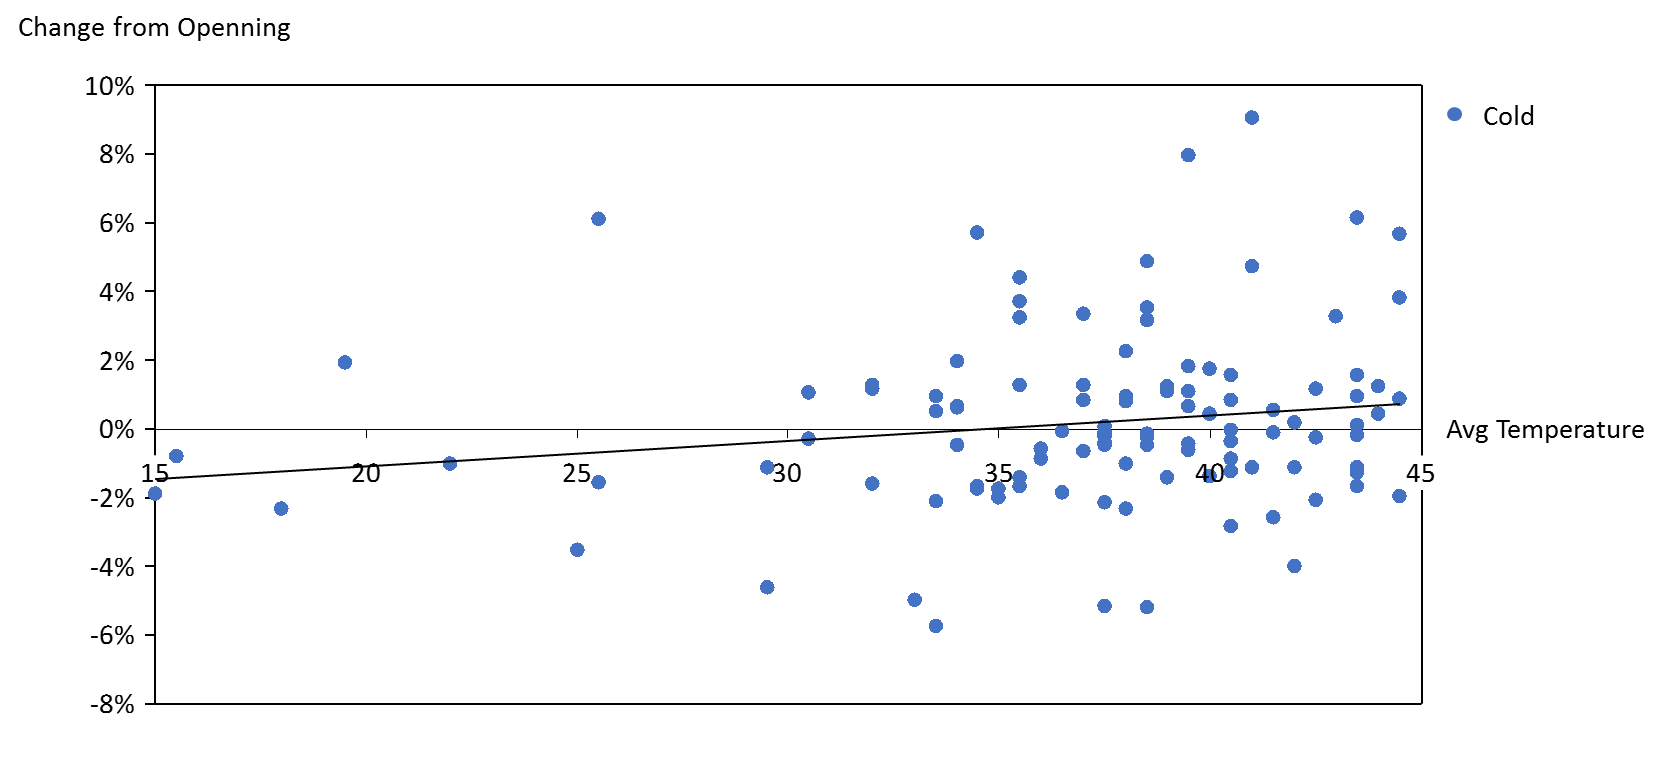 Change from Openning
10%
8%
6%
4%
2%
0%
-2%
-4%
-6%
-8%
15 20 25 30 35 40 45
Avg Temperature
Cold